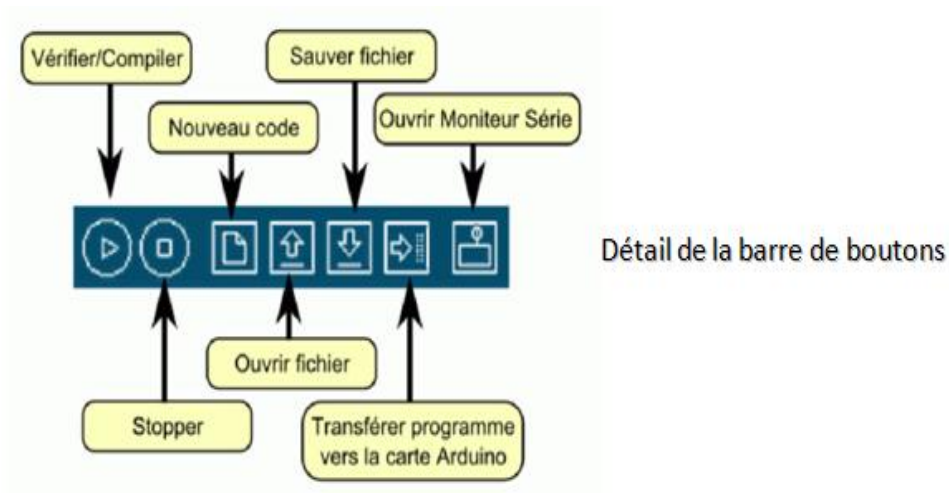 Vérifier/Compiler
Sauver fichier
Nouveau code
Ouvrir Moniteur Série
Détail de la barre de boutons
Ouvrir fichier
Stopper
Transférer programme
vers la carte Arduino